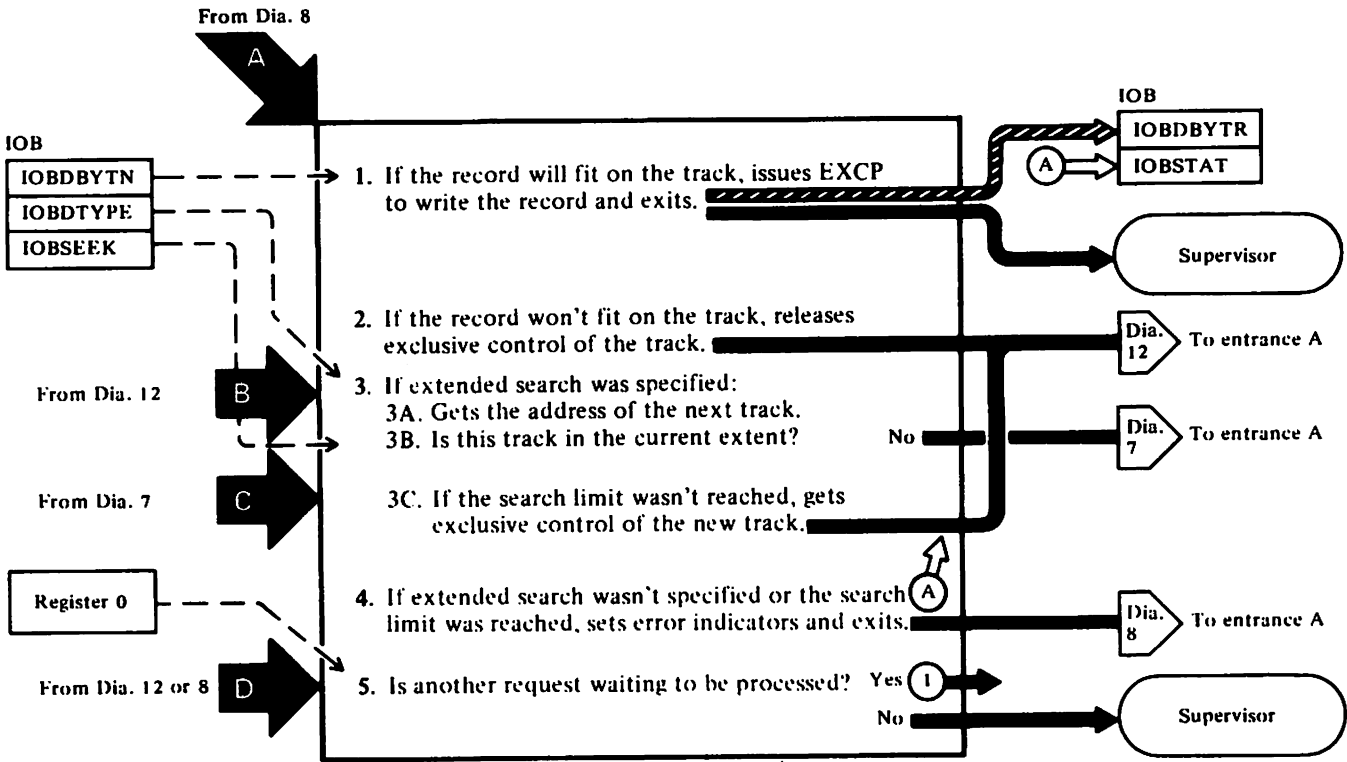 From Dia. 8
A
IOB
IOBDBYTN
IOBDTYPE
IOBSEEK
IOB
IOBDBYTR
A
IOBSTAT
1. If the record will fit on the track, issues EXCP
to write the record and exits.
Supervisor
2. If the record won't fit on the track, releases
exclusive control of the track.
Dia.
12
To entrance A
From Dia. 12
B
3. If extended search was specified:
3A. Gets the address of the next track.
3B. Is this track in the current extent?
No
Dia.
7
To entrance A
From Dia. 7
C
3C. If the search limit wasn't reached, gets
exclusive control of the new track.
Register 0
4. If extended search wasn't specified or the search
limit was reached, sets error indicators and exits.
A
Dia.
8
To entrance A
From Dia. 12 or 8
D
5. Is another request waiting to be processed?
Yes
1
No
Supervisor